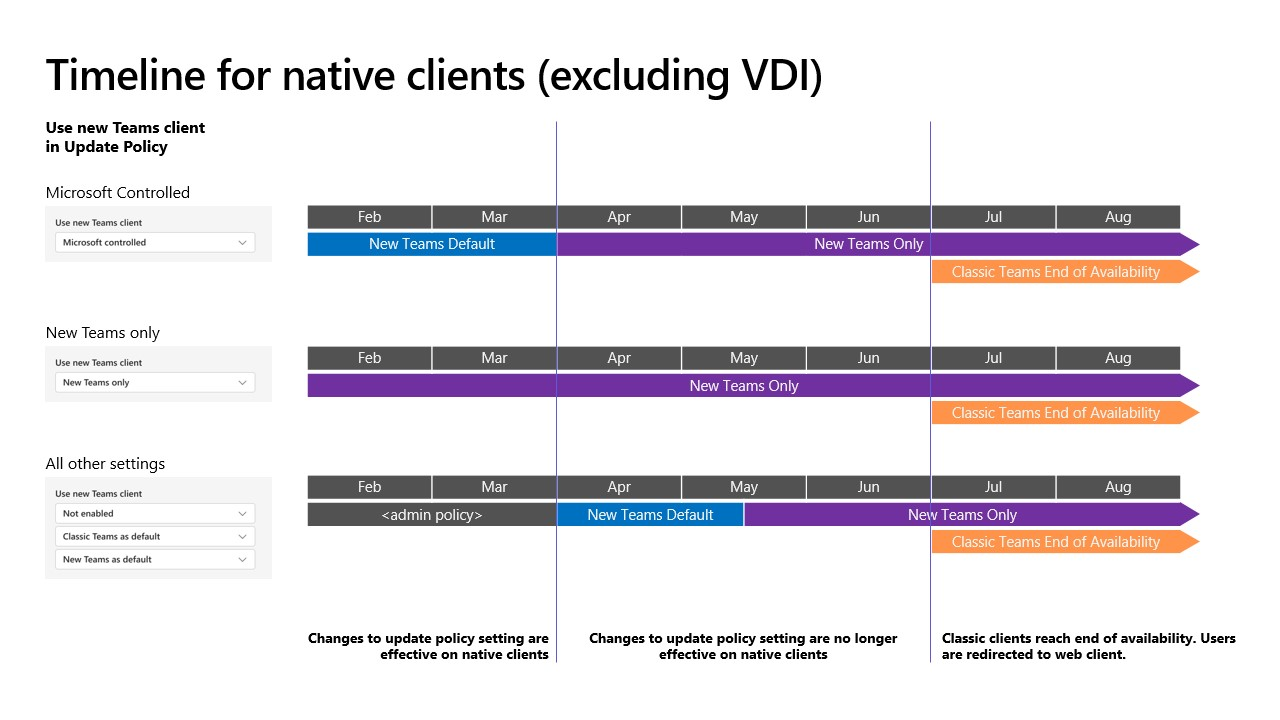 Timeline for native clients (excluding VDI)
Use new Teams client
in Update Policy
Microsoft Controlled
Use new Teams client
Microsoft controlled
Feb
Mar
Apr
May
Jun
Jul
Aug
New Teams Default
New Teams Only
Classic Teams End of Availability
New Teams only
Use new Teams client
New Teams only
Feb
Mar
Apr
May
Jun
Jul
Aug
New Teams Only
Classic Teams End of Availability
All other settings
Use new Teams client
Not enabled
Classic Teams as default
New Teams as default
Feb
Mar
Apr
May
Jun
Jul
Aug
<admin policy>
New Teams Default
New Teams Only
Classic Teams End of Availability
Changes to update policy setting are
effective on native clients
Changes to update policy setting are no longer
effective on native clients
Classic clients reach end of availability. Users
are redirected to web client.